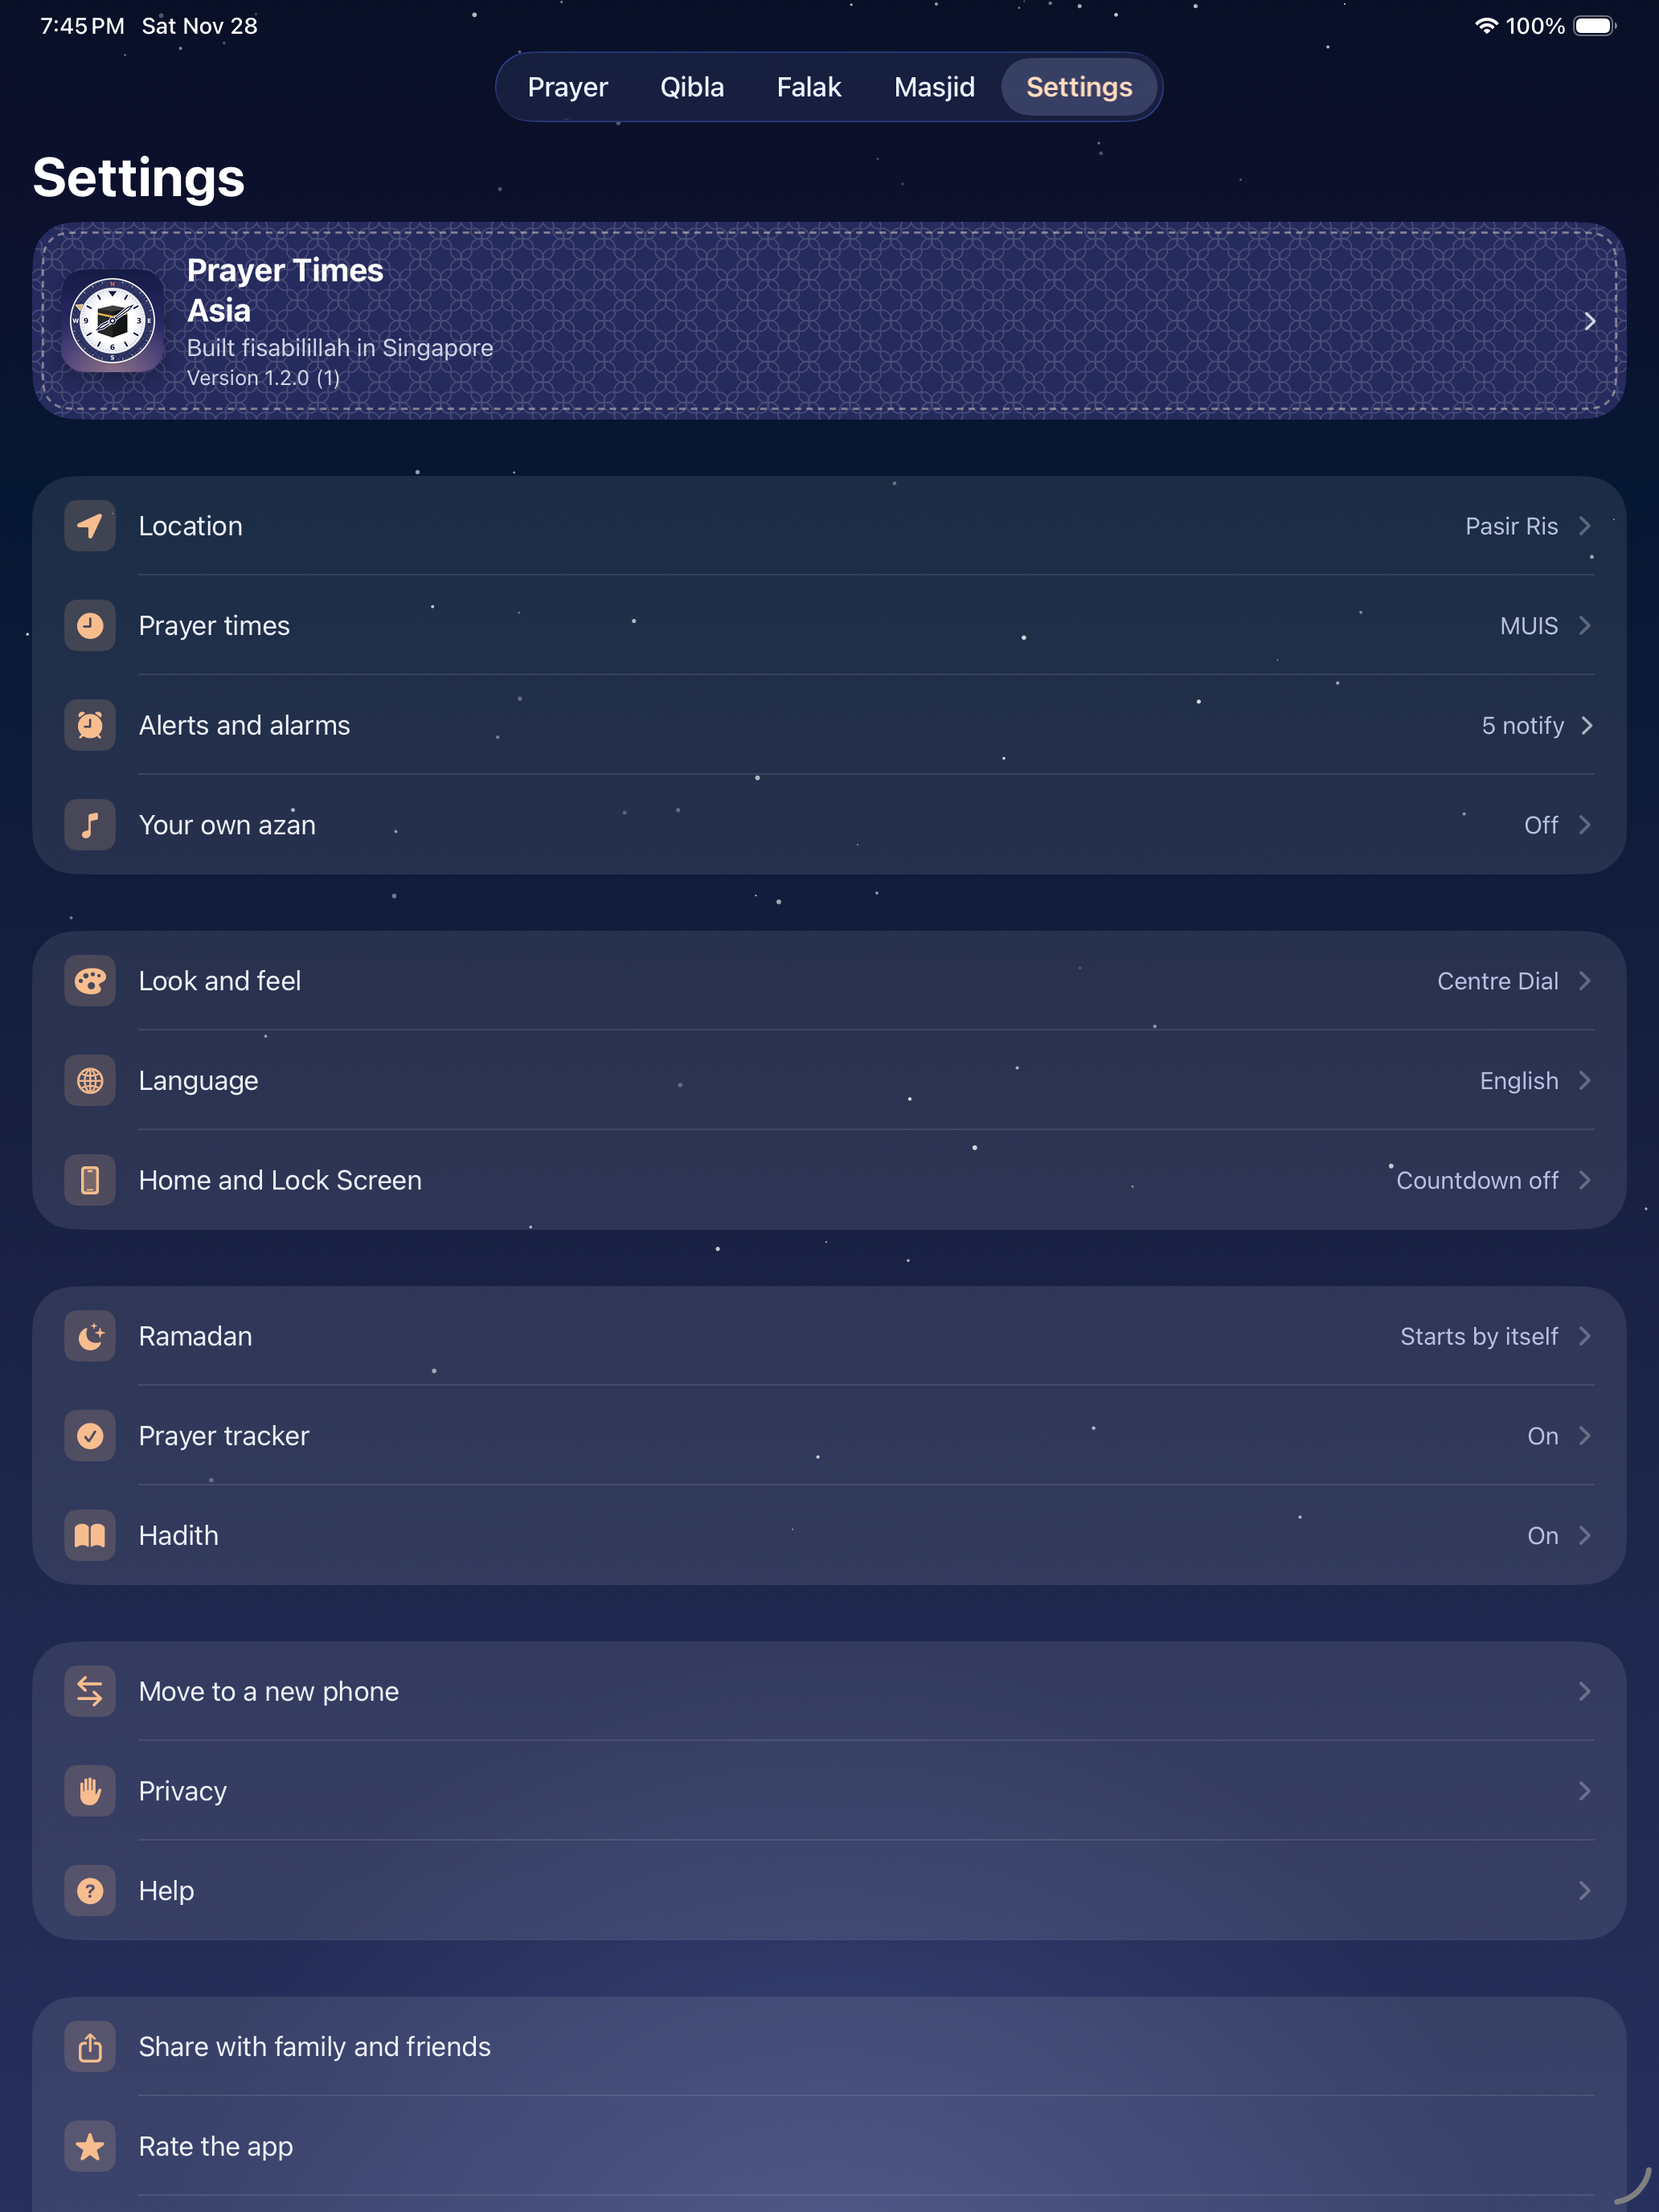 7:45 PM Sat Nov 28
100%
Prayer Qibla Falak Masjid Settings
Settings
Prayer Times
Asia
Built fisabilillah in Singapore
Version 1.2.0 (1)
Location Pasir Ris
Prayer times MUIS
Alerts and alarms 5 notify
Your own azan Off
Look and feel Centre Dial
Language English
Home and Lock Screen Countdown off
Ramadan Starts by itself
Prayer tracker On
Hadith On
Move to a new phone
Privacy
Help
Share with family and friends
Rate the app